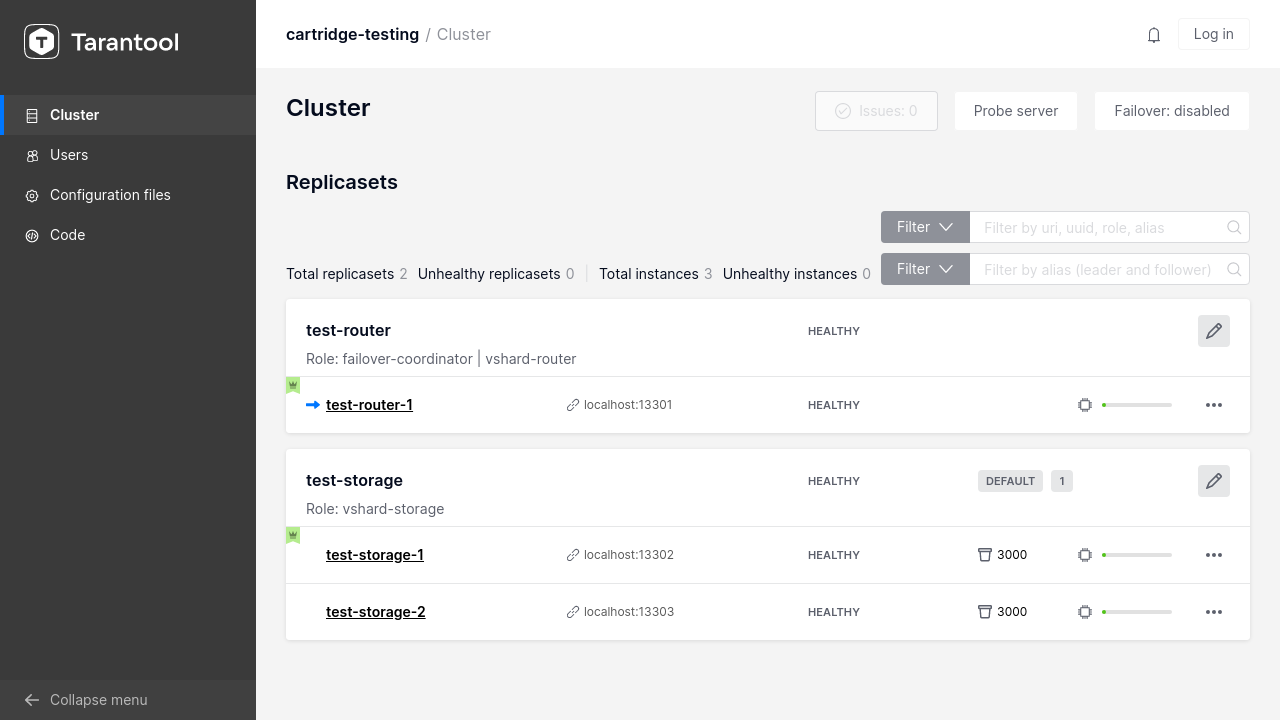 Tarantool
Cluster
Users
Configuration files
Code
Collapse menu
cartridge-testing / Cluster
Log in
Cluster
Issues: 0
Probe server
Failover: disabled
Replicasets
Filter
Filter by uri, uuid, role, alias
Total replicasets 2 Unhealthy replicasets 0 Total instances 3 Unhealthy instances 0
Filter
Filter by alias (leader and follower)
test-router HEALTHY
Role: failover-coordinator | vshard-router
test-router-1 localhost:13301 HEALTHY
test-storage HEALTHY DEFAULT 1
Role: vshard-storage
test-storage-1 localhost:13302 HEALTHY 3000
test-storage-2 localhost:13303 HEALTHY 3000